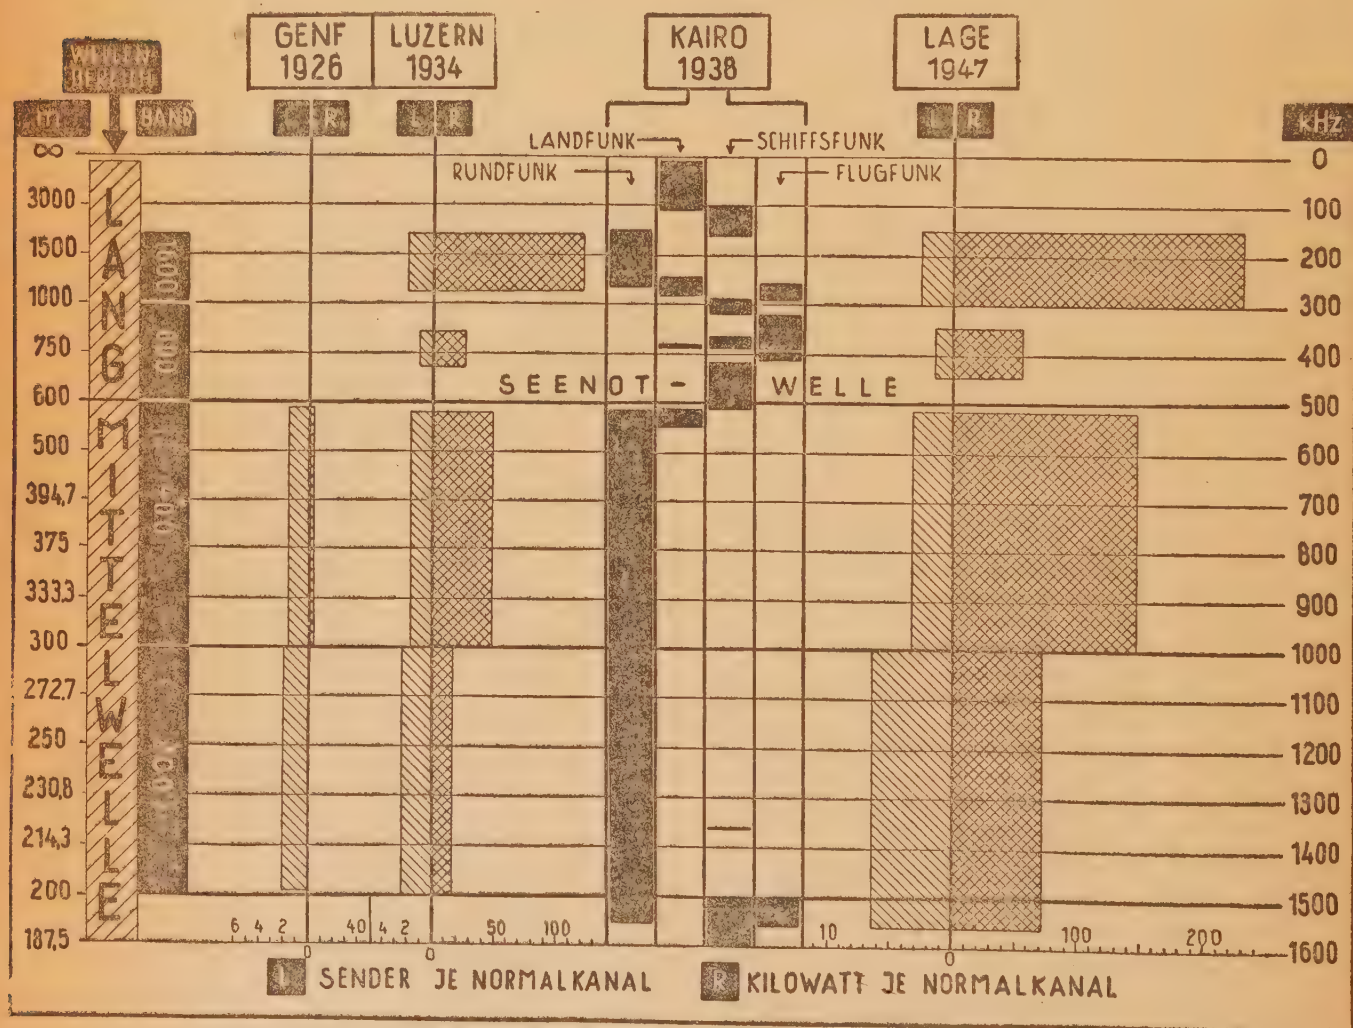 GENF
1926
LUZERN
1934
KAIRO
1938
LAGE
1947
WELLEN-
BEREICH
m
BAND
L R
L R
L R
kHz
LANDFUNK
SCHIFFSFUNK
RUNDFUNK
FLUGFUNK
∞
3000
1500
1000
750
600
500
394,7
375
333,3
300
272,7
250
230,8
214,3
200
187,5
LANG
MITTELWELLE
SEENOT-WELLE
0
100
200
300
400
500
600
700
800
900
1000
1100
1200
1300
1400
1500
1600
6 4 2 0 40
4 2 0 50 100
10 0 100 200
L SENDER JE NORMALKANAL
R KILOWATT JE NORMALKANAL